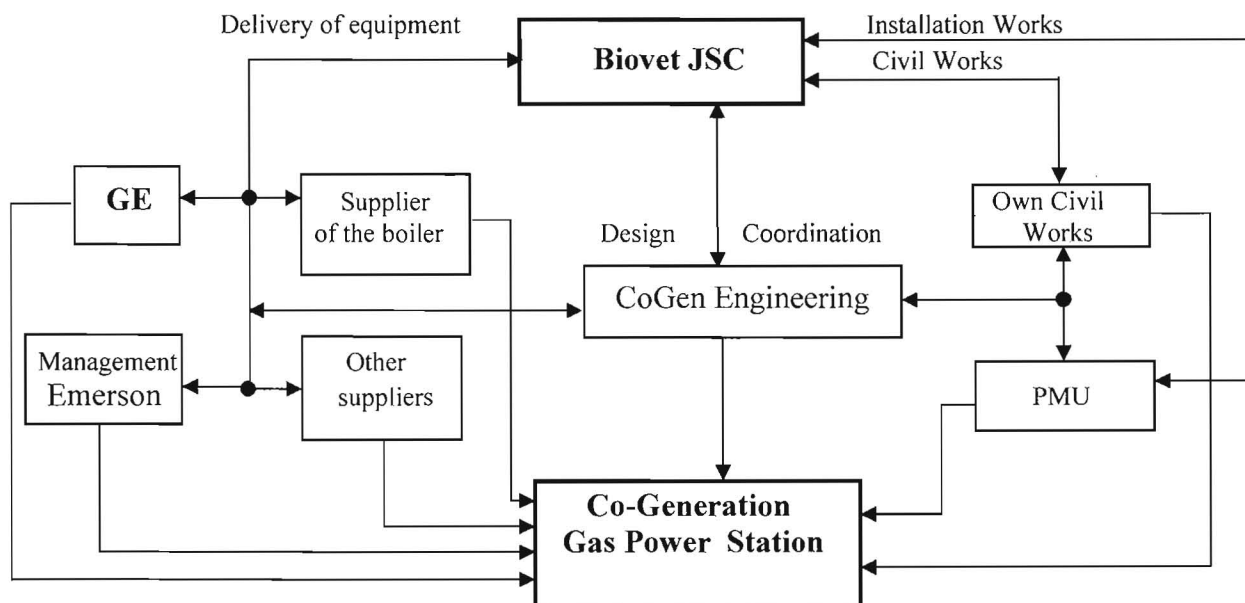 Delivery of equipment
Installation Works
Biovet JSC
Civil Works
GE
Supplier
of the boiler
Own Civil
Works
Design
Coordination
CoGen Engineering
Management
Emerson
Other
suppliers
PMU
Co-Generation
Gas Power Station